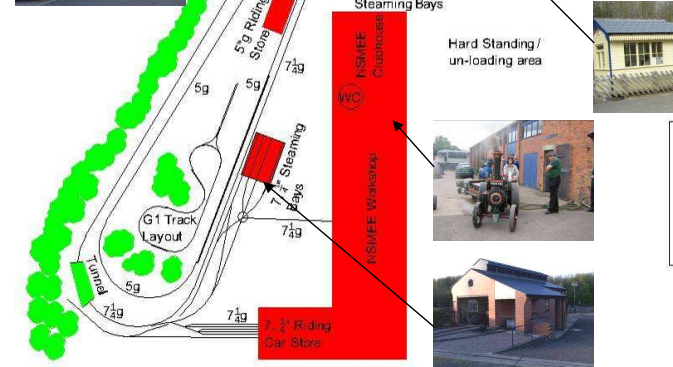 Steaming Bays
5"g Riding
Store
NSMEE
Clubhouse
Hard Standing /
un-loading area
7¼g
5g
5g
WC
7¼" Steaming
Bays
NSMEE Workshop
G1 Track
Layout
7¼g
Tunnel
5g
7¼g
7¼g
7, ¼" Riding
Car Store